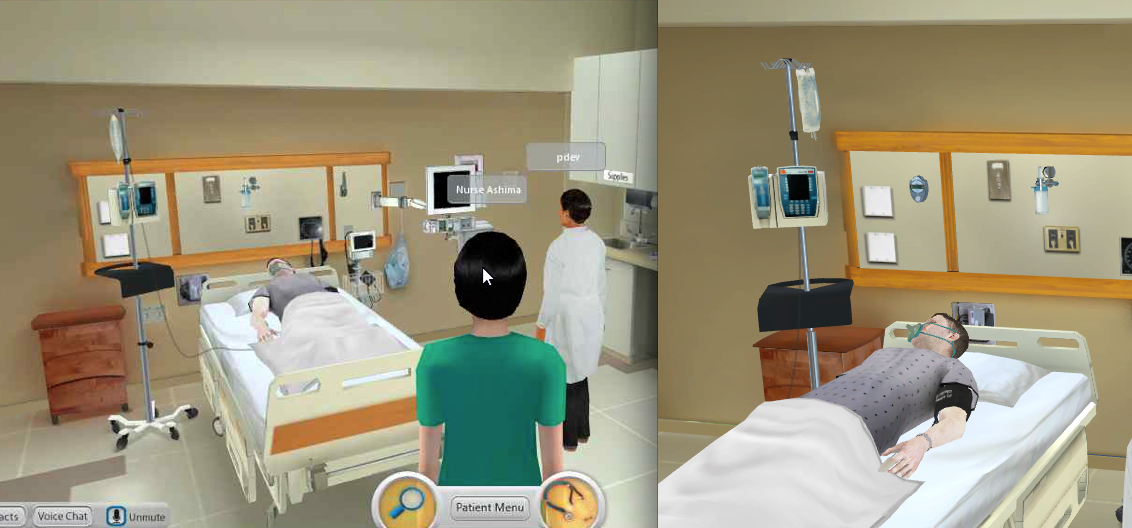 pdev
Nurse Ashima
Supplies
Patient Menu
acts
Voice Chat
Unmute